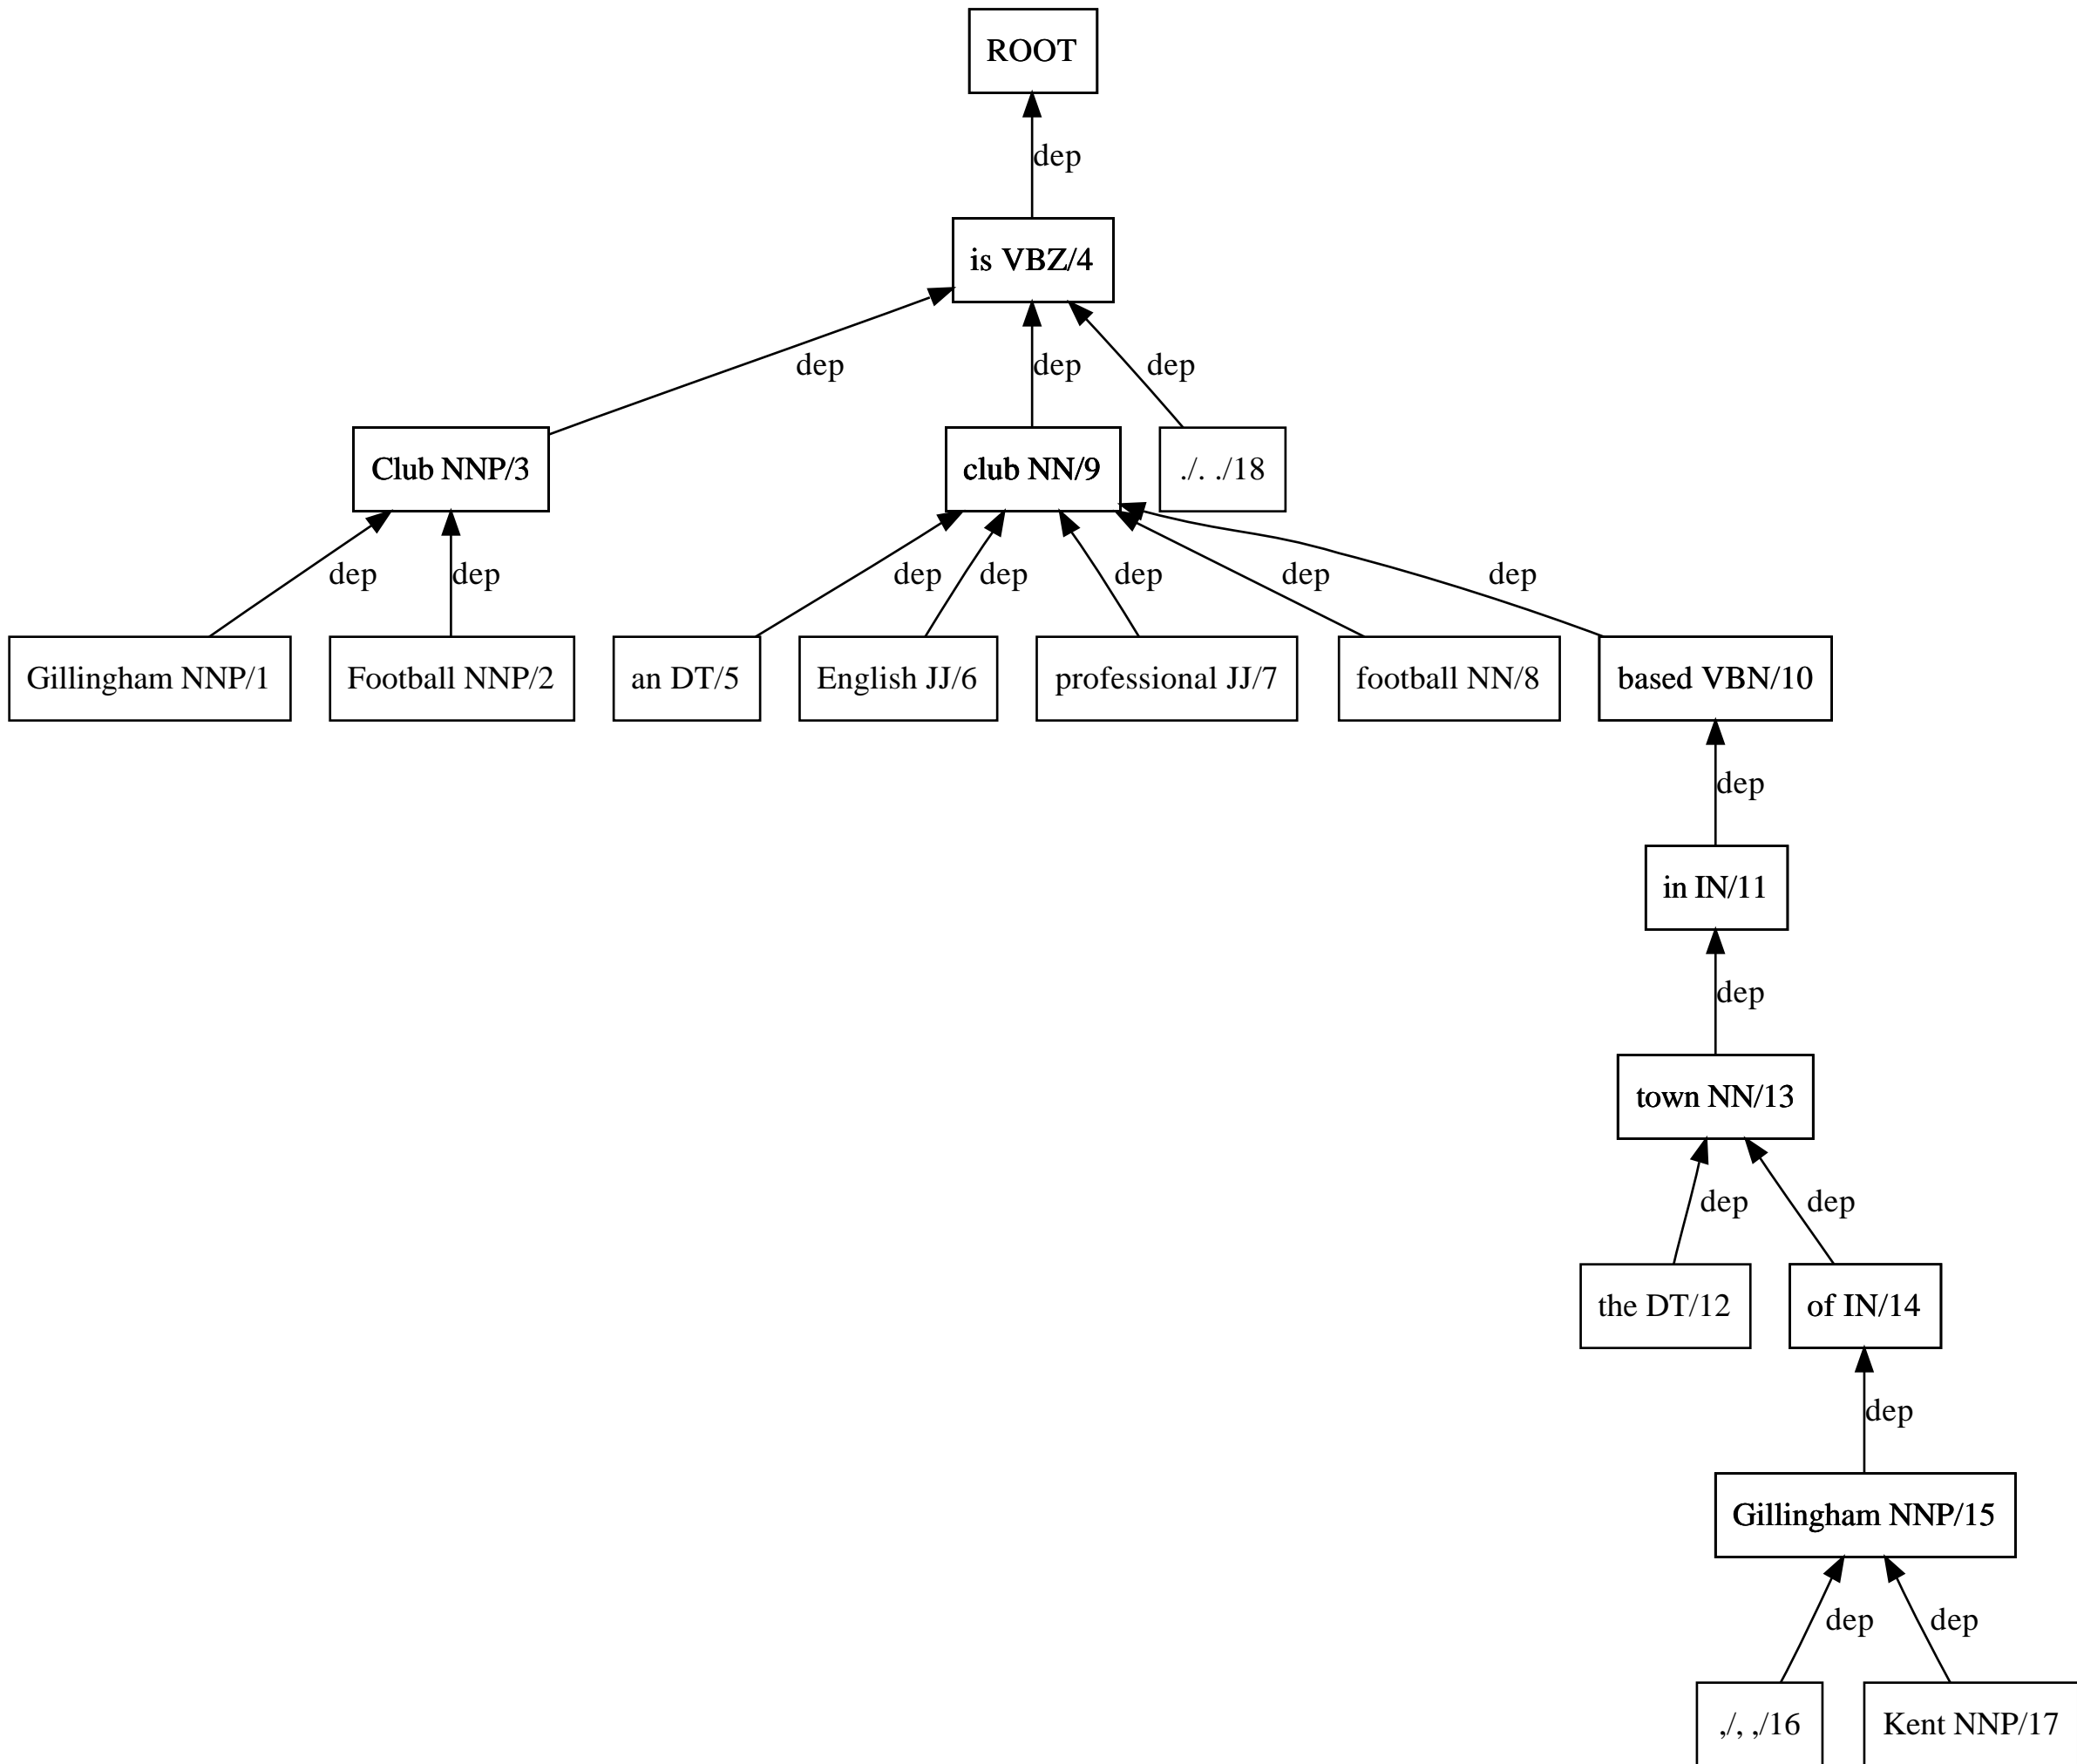 ROOT
dep
is VBZ/4
dep dep dep
Club NNP/3 club NN/9 ./. ./18
dep dep dep dep dep dep dep
Gillingham NNP/1 Football NNP/2 an DT/5 English JJ/6 professional JJ/7 football NN/8 based VBN/10
dep
in IN/11
dep
town NN/13
dep dep
the DT/12 of IN/14
dep
Gillingham NNP/15
dep dep
,/, ,/16 Kent NNP/17